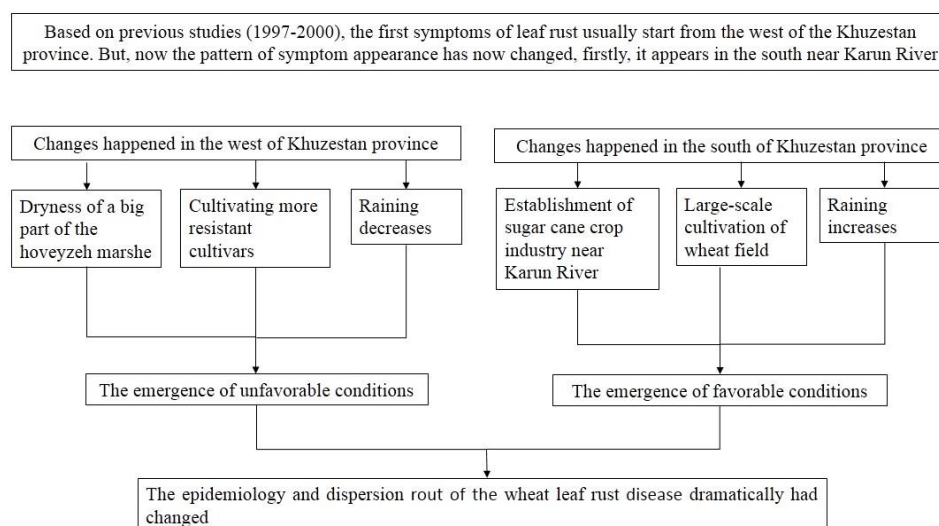 Based on previous studies (1997-2000), the first symptoms of leaf rust usually start from the west of the Khuzestan
province. But, now the pattern of symptom appearance has now changed, firstly, it appears in the south near Karun River
Changes happened in the west of Khuzestan province
Dryness of a big
part of the
hoveyzeh marshe
Cultivating more
resistant
cultivars
Raining
decreases
The emergence of unfavorable conditions
Changes happened in the south of Khuzestan province
Establishment of
sugar cane crop
industry near
Karun River
Large-scale
cultivation of
wheat field
Raining
increases
The emergence of favorable conditions
The epidemiology and dispersion rout of the wheat leaf rust disease dramatically had
changed